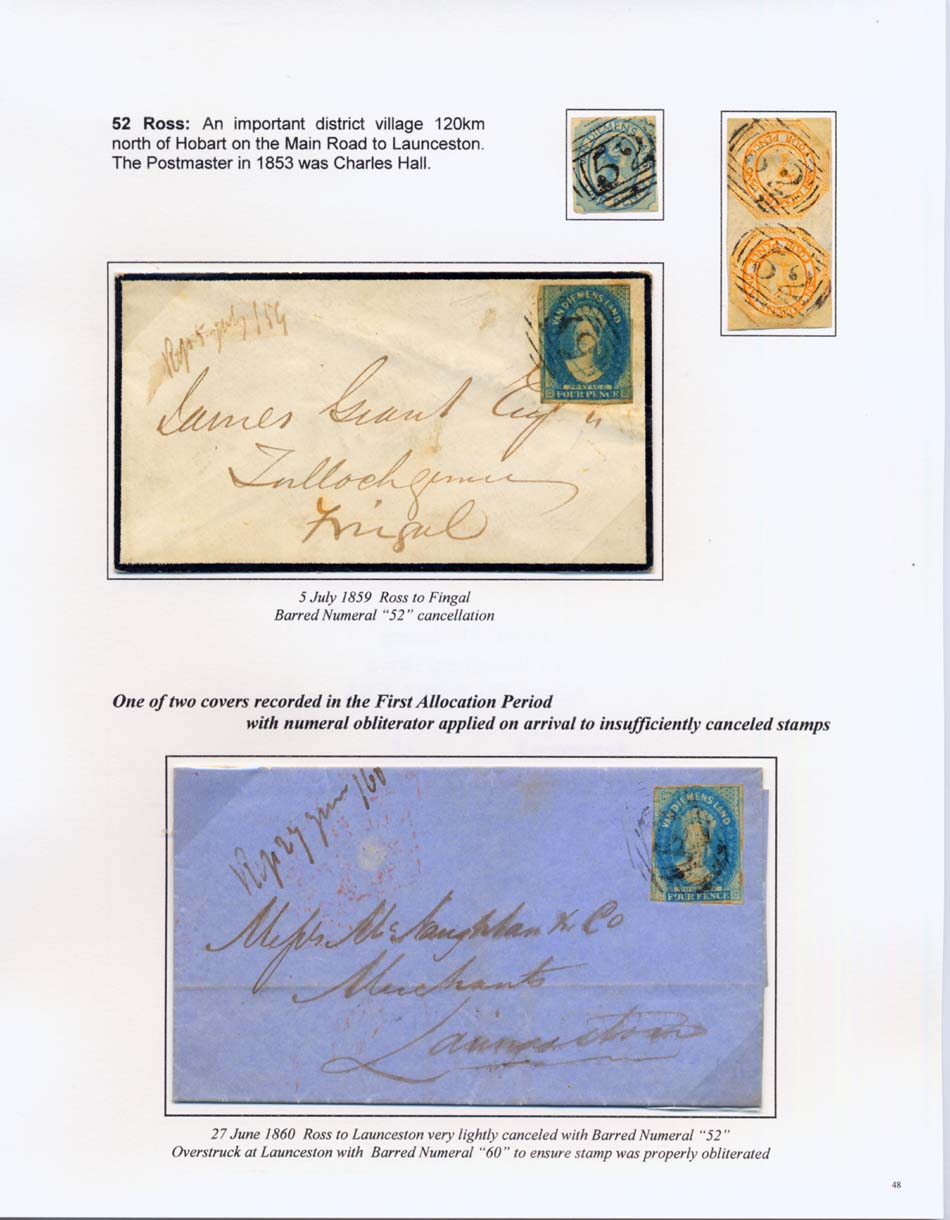 52 Ross: An important district village 120km
north of Hobart on the Main Road to Launceston.
The Postmaster in 1853 was Charles Hall.
52
52
52
Rp 5 July /59
VAN DIEMENS LAND
POSTAGE
FOUR PENCE
James Grant Esq
Tullochgorum
Fingal
5 July 1859 Ross to Fingal
Barred Numeral “52” cancellation
One of two covers recorded in the First Allocation Period
with numeral obliterator applied on arrival to insufficiently canceled stamps
Rp 27 June /60
VAN DIEMENS LAND
POSTAGE
FOUR PENCE
Messrs McNaughtan & Co
Merchants
Launceston
27 June 1860 Ross to Launceston very lightly canceled with Barred Numeral “52”
Overstruck at Launceston with Barred Numeral “60” to ensure stamp was properly obliterated
48